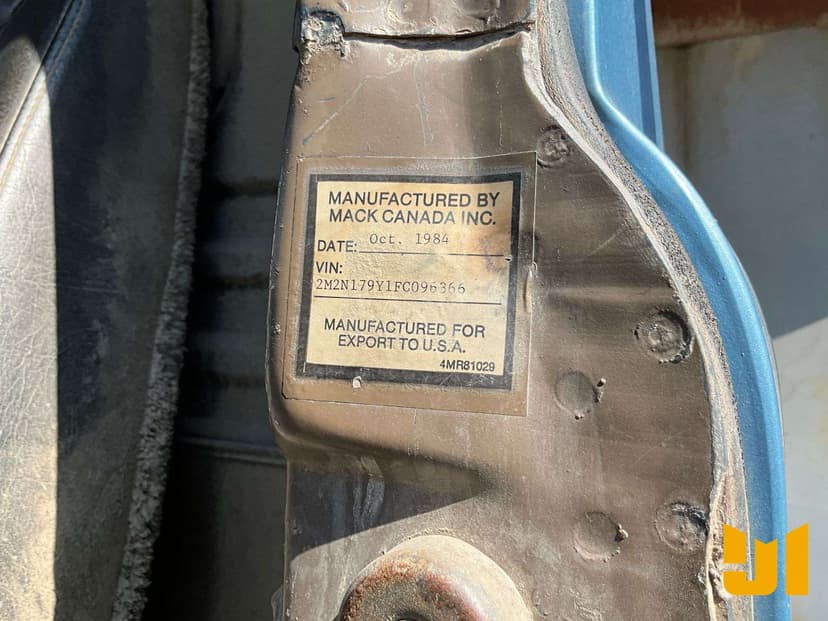 MANUFACTURED BY
MACK CANADA INC.
DATE: Oct. 1984
VIN:
2M2N179Y1FC096366
MANUFACTURED FOR
EXPORT TO U.S.A.
4MR81029